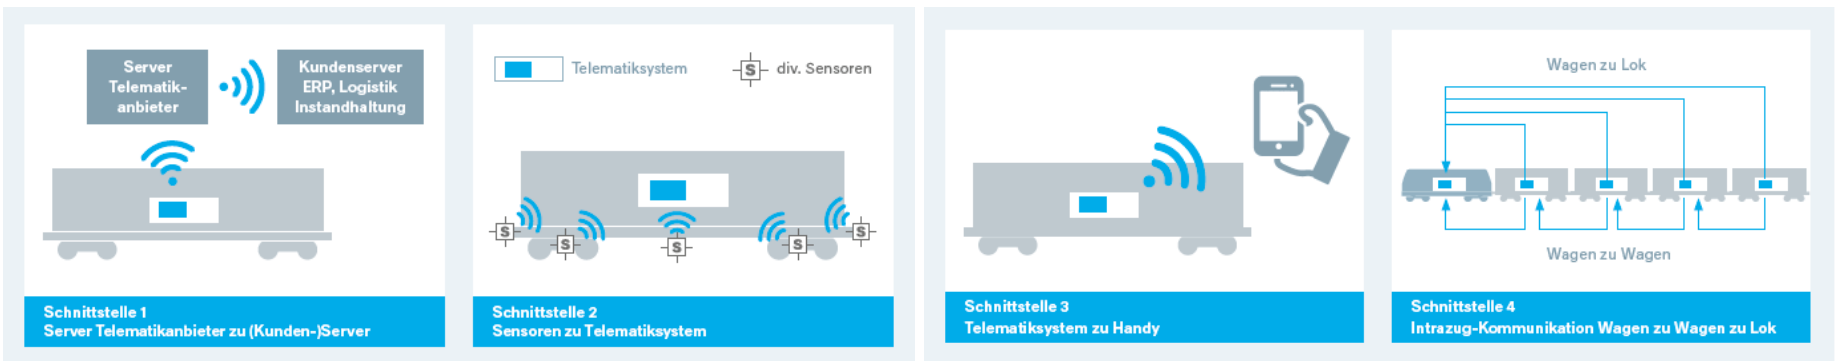 Server
Telematik-
anbieter
Kundenserver
ERP, Logistik
Instandhaltung
Schnittstelle 1
Server Telematikanbieter zu (Kunden-)Server
Telematiksystem
S
div. Sensoren
S
S
S
S
S
Schnittstelle 2
Sensoren zu Telematiksystem
Schnittstelle 3
Telematiksystem zu Handy
Wagen zu Lok
Wagen zu Wagen
Schnittstelle 4
Intrazug-Kommunikation Wagen zu Wagen zu Lok